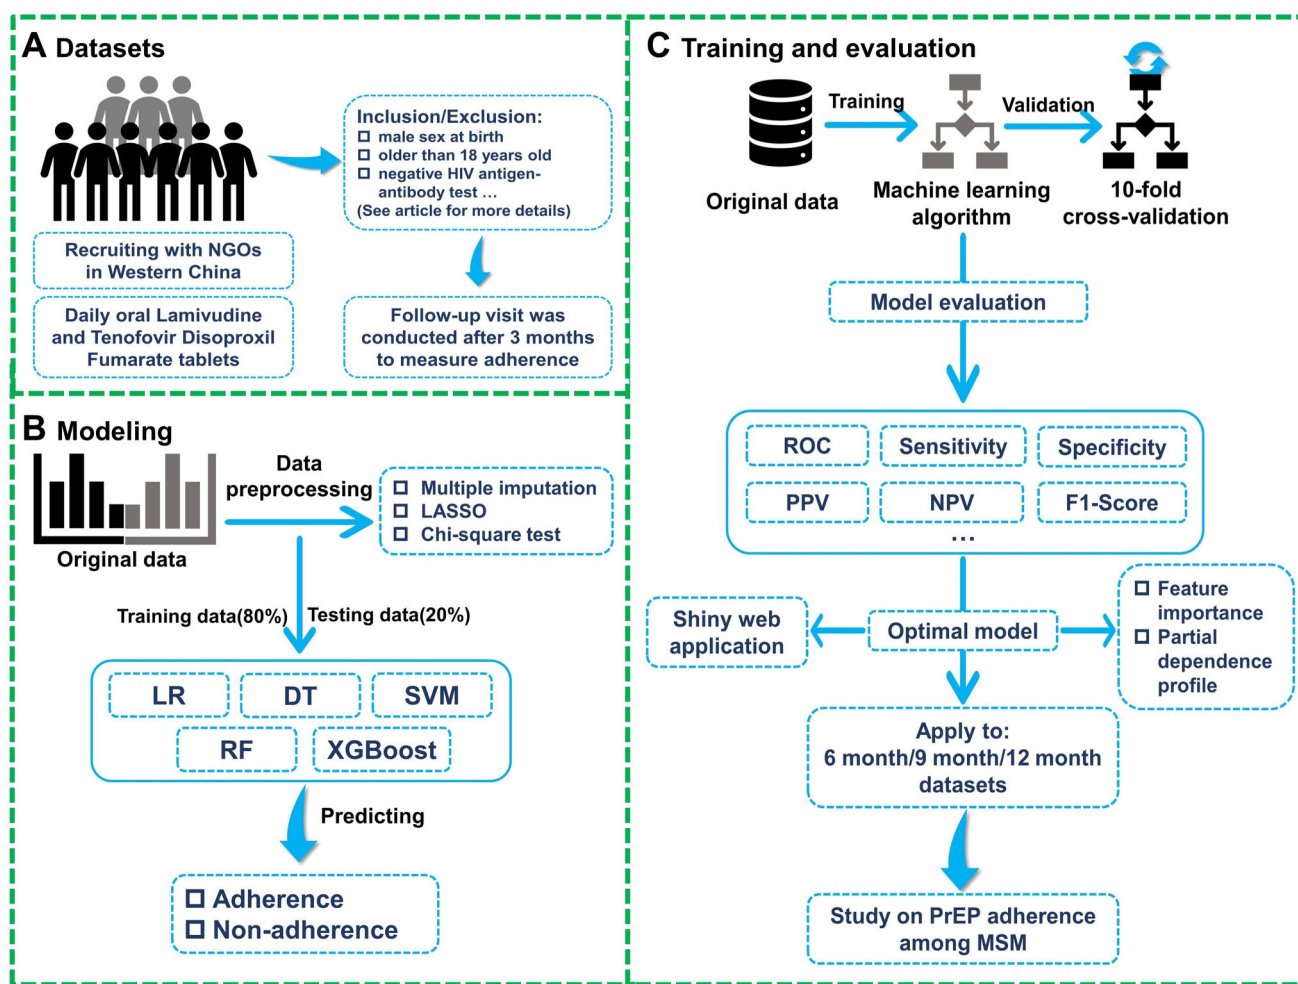 A Datasets
Inclusion/Exclusion:
male sex at birth
older than 18 years old
negative HIV antigen-
antibody test ...
(See article for more details)
Recruiting with NGOs
in Western China
Daily oral Lamivudine
and Tenofovir Disoproxil
Fumarate tablets
Follow-up visit was
conducted after 3 months
to measure adherence
B Modeling
Original data
Data
preprocessing
Multiple imputation
LASSO
Chi-square test
Training data(80%)
Testing data(20%)
LR
DT
SVM
RF
XGBoost
Predicting
Adherence
Non-adherence
C Training and evaluation
Training
Validation
Original data
Machine learning
algorithm
10-fold
cross-validation
Model evaluation
ROC
Sensitivity
Specificity
PPV
NPV
F1-Score
...
Shiny web
application
Optimal model
Feature
importance
Partial
dependence
profile
Apply to:
6 month/9 month/12 month
datasets
Study on PrEP adherence
among MSM